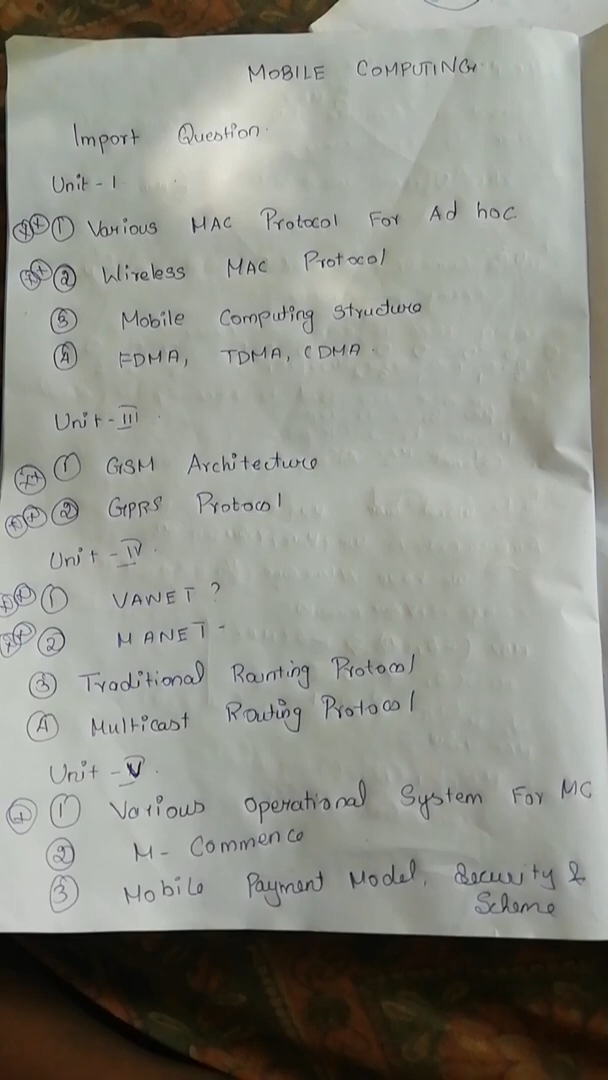 MOBILE COMPUTING
Import Question.
Unit - I
** 1 Various MAC Protocol For Ad hoc
** 2 Wireless MAC Protocol
3 Mobile Computing Structure
4 FDMA, TDMA, CDMA.
Unit - III.
** 1 GSM Architecture
** 2 GPRS Protocol
Unit - IV.
** 1 VANET ?
** 2 MANET -
3 Traditional Rounting Protocol
4 Multicast Routing Protocol
Unit - V.
* 1 Various Operational System For MC
2 M- Commence
3 Mobile Payment Model, Security &
Scheme